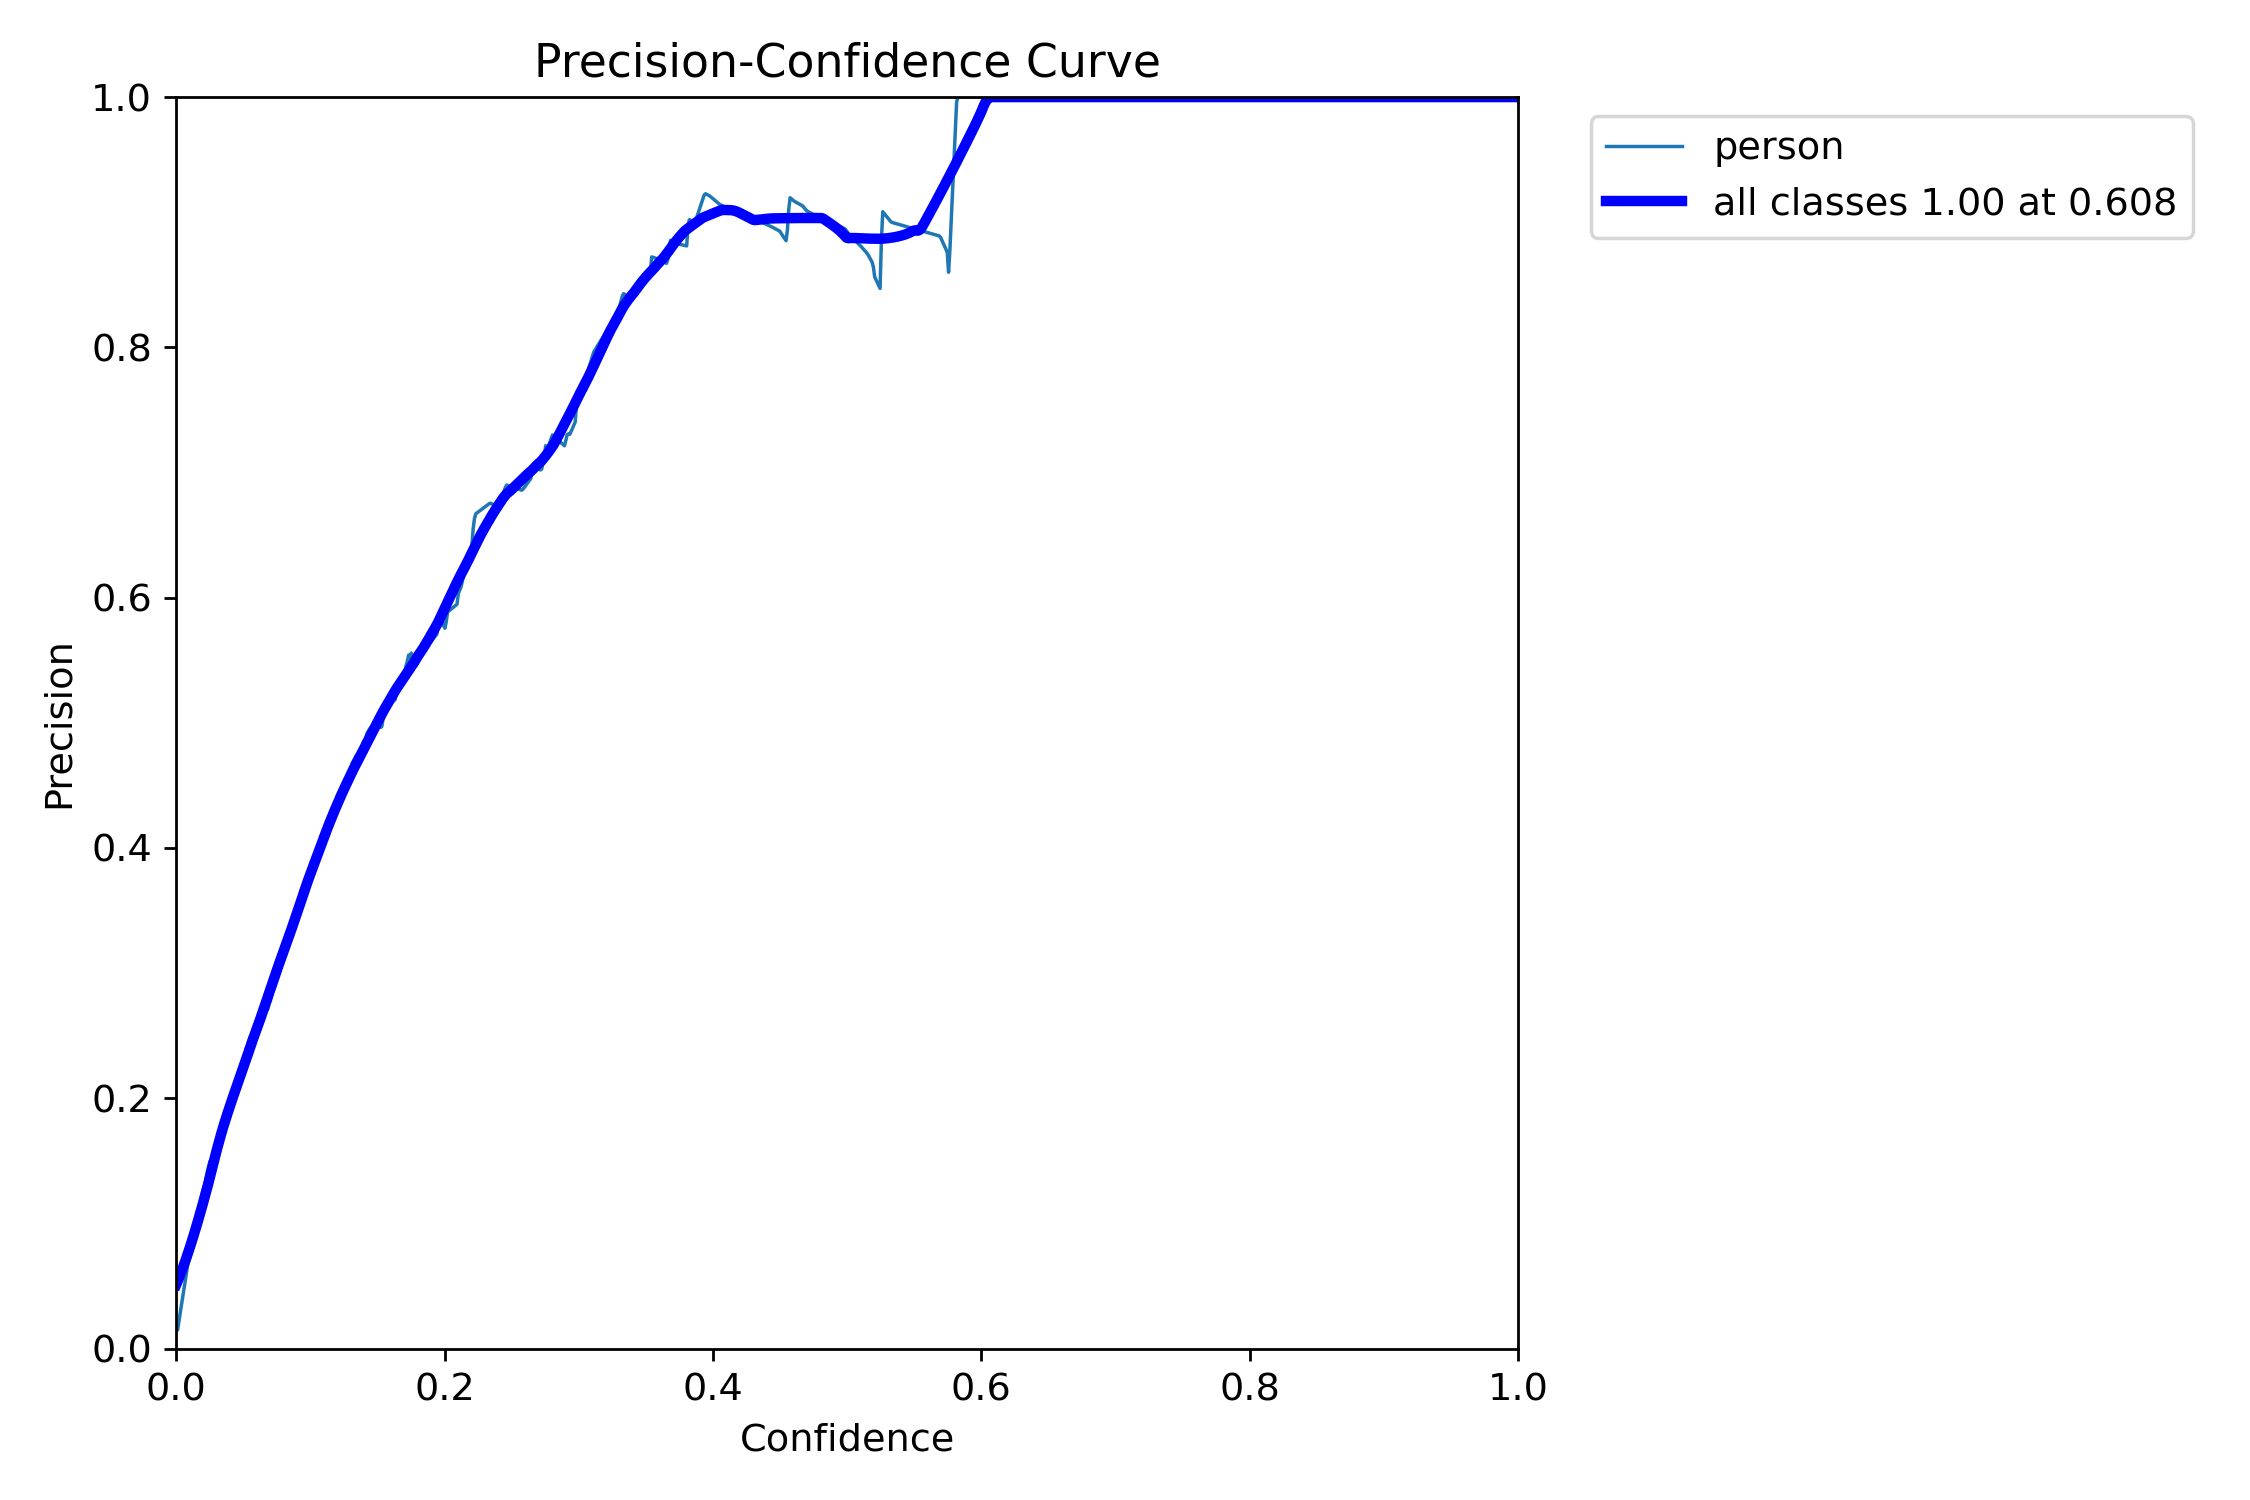 Precision-Confidence Curve
1.0
0.8
0.6
0.4
0.2
0.0
Precision
0.0 0.2 0.4 0.6 0.8 1.0
Confidence
person
all classes 1.00 at 0.608